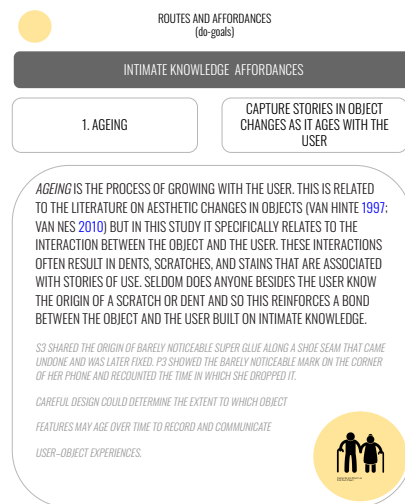 ROUTES AND AFFORDANCES
(do-goals)
INTIMATE KNOWLEDGE AFFORDANCES
1. AGEING
CAPTURE STORIES IN OBJECT
CHANGES AS IT AGES WITH THE
USER
AGEING IS THE PROCESS OF GROWING WITH THE USER. THIS IS RELATED
TO THE LITERATURE ON AESTHETIC CHANGES IN OBJECTS (VAN HINTE 1997;
VAN NES 2010) BUT IN THIS STUDY IT SPECIFICALLY RELATES TO THE
INTERACTION BETWEEN THE OBJECT AND THE USER. THESE INTERACTIONS
OFTEN RESULT IN DENTS, SCRATCHES, AND STAINS THAT ARE ASSOCIATED
WITH STORIES OF USE. SELDOM DOES ANYONE BESIDES THE USER KNOW
THE ORIGIN OF A SCRATCH OR DENT AND SO THIS REINFORCES A BOND
BETWEEN THE OBJECT AND THE USER BUILT ON INTIMATE KNOWLEDGE.
S3 SHARED THE ORIGIN OF BARELY NOTICEABLE SUPER GLUE ALONG A SHOE SEAM THAT CAME
UNDONE AND WAS LATER FIXED. P3 SHOWED THE BARELY NOTICEABLE MARK ON THE CORNER
OF HER PHONE AND RECOUNTED THE TIME IN WHICH SHE DROPPED IT.
CAREFUL DESIGN COULD DETERMINE THE EXTENT TO WHICH OBJECT
FEATURES MAY AGE OVER TIME TO RECORD AND COMMUNICATE
USER–OBJECT EXPERIENCES.